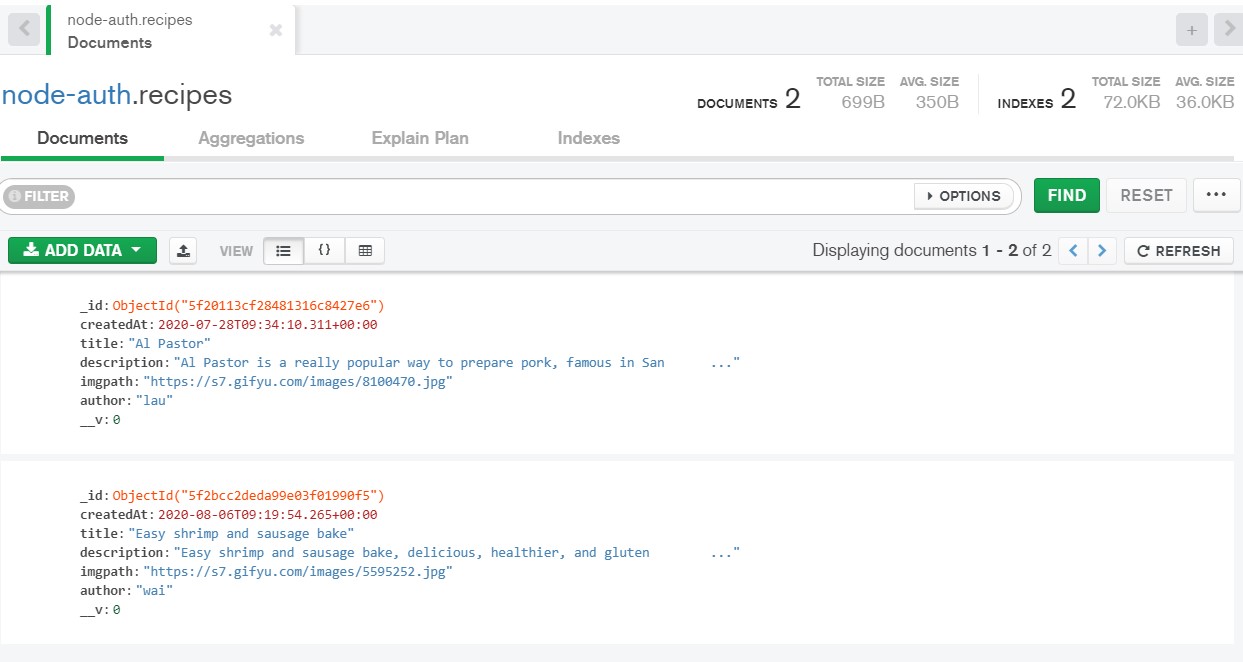 node-auth.recipes
Documents
node-auth.recipes
DOCUMENTS 2 TOTAL SIZE 699B AVG. SIZE 350B INDEXES 2 TOTAL SIZE 72.0KB AVG. SIZE 36.0KB
Documents Aggregations Explain Plan Indexes
FILTER OPTIONS FIND RESET ...
ADD DATA VIEW {} Displaying documents 1 - 2 of 2 REFRESH
_id: ObjectId("5f20113cf28481316c8427e6")
createdAt: 2020-07-28T09:34:10.311+00:00
title: "Al Pastor"
description: "Al Pastor is a really popular way to prepare pork, famous in San ..."
imgpath: "https://s7.gifyu.com/images/8100470.jpg"
author: "lau"
__v: 0
_id: ObjectId("5f2bcc2deda99e03f01990f5")
createdAt: 2020-08-06T09:19:54.265+00:00
title: "Easy shrimp and sausage bake"
description: "Easy shrimp and sausage bake, delicious, healthier, and gluten ..."
imgpath: "https://s7.gifyu.com/images/5595252.jpg"
author: "wai"
__v: 0